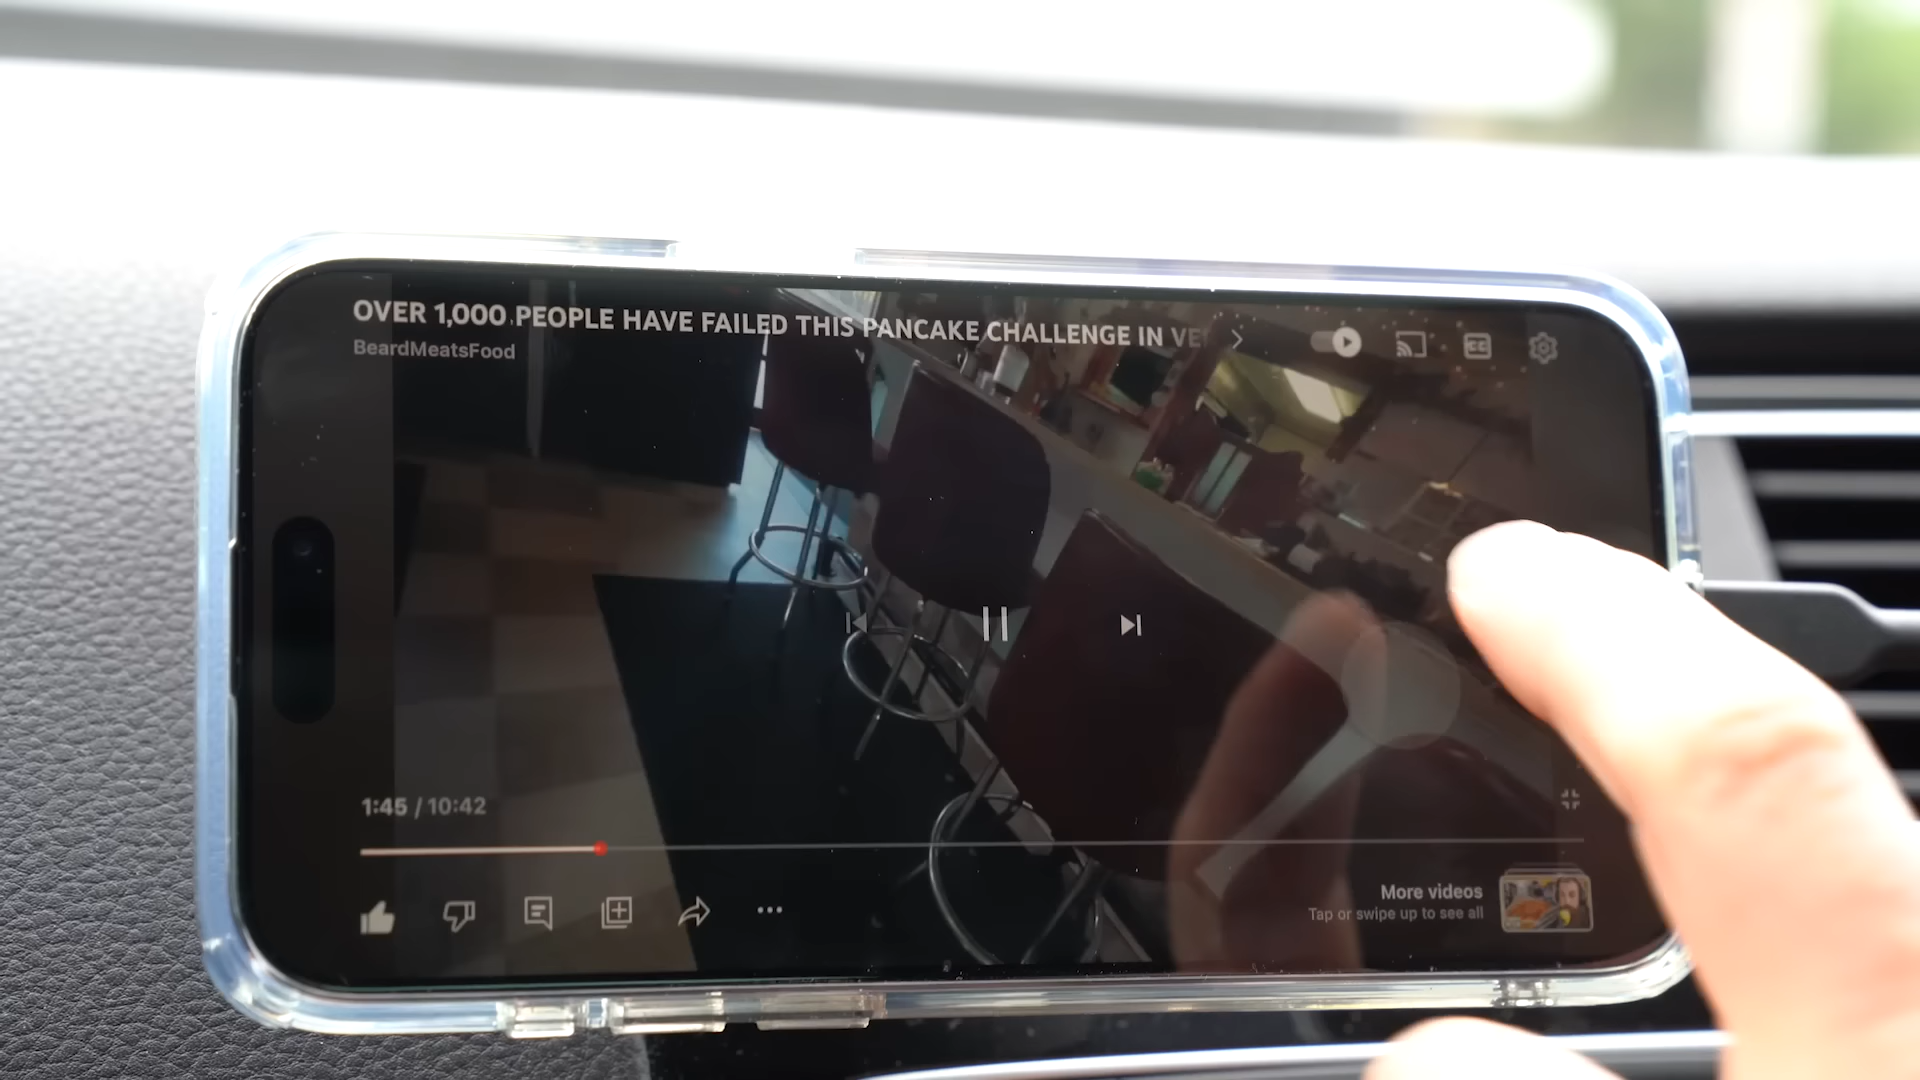 OVER 1,000 PEOPLE HAVE FAILED THIS PANCAKE CHALLENGE IN
BeardMeatsFood
CC
1:45 / 10:42
More videos
Tap or swipe up to see all